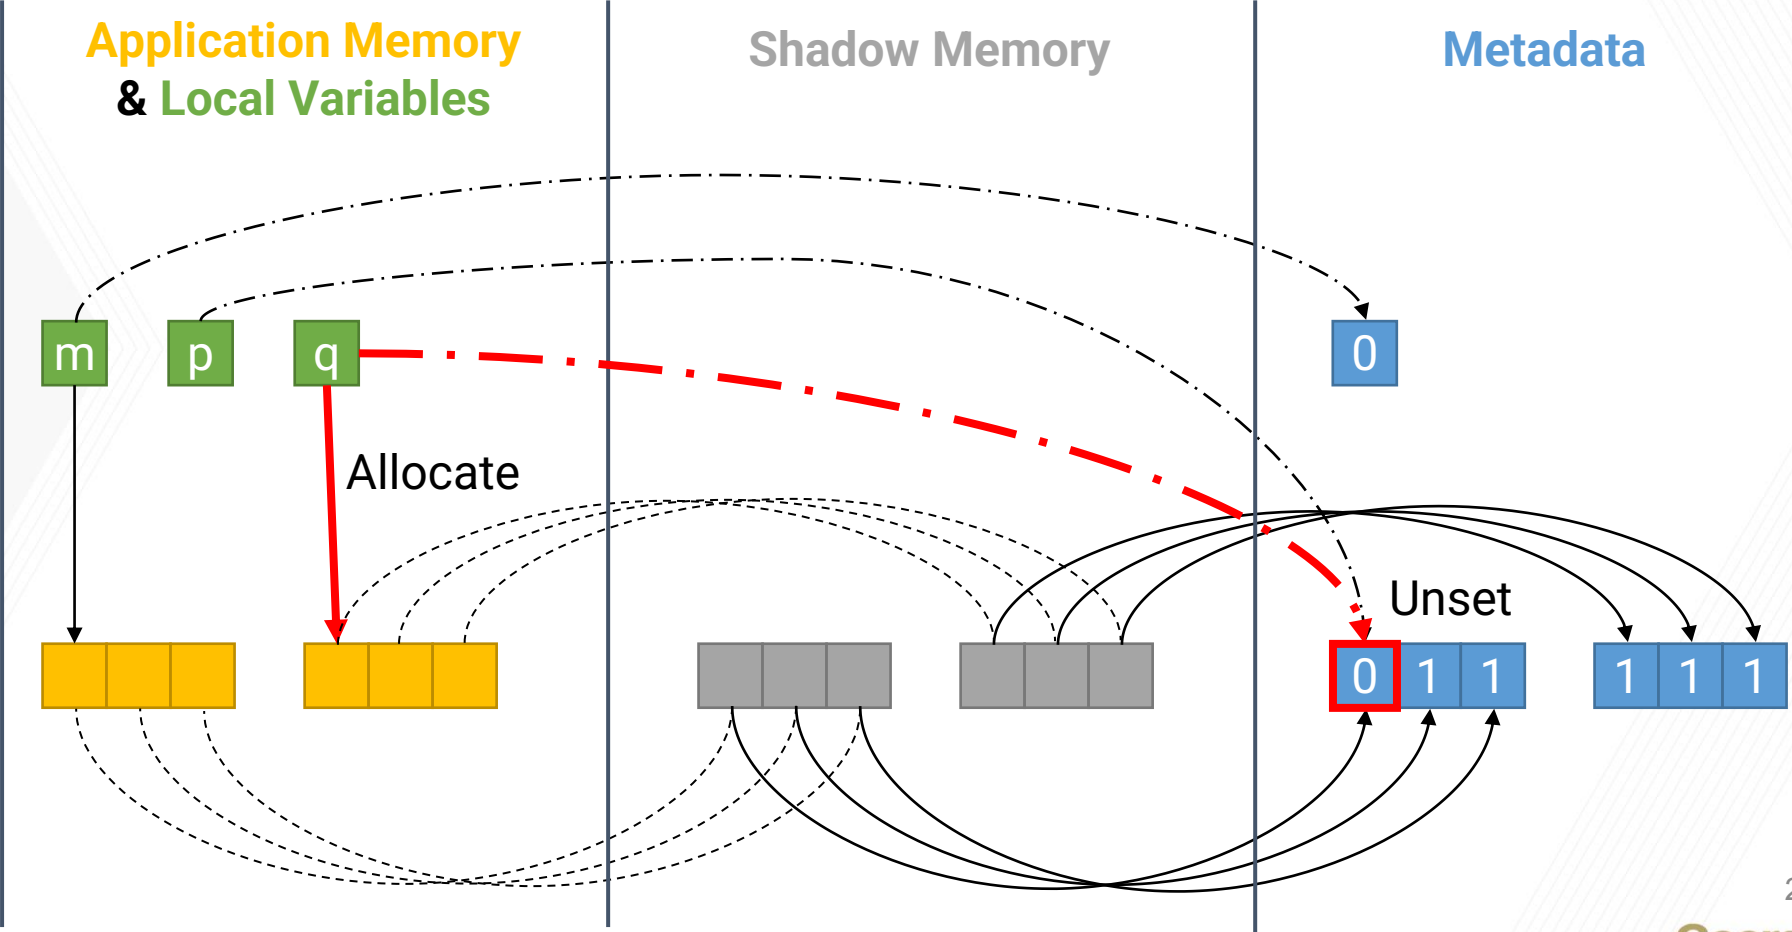 Application Memory
& Local Variables
Shadow Memory
Metadata
m
p
q
0
Allocate
Unset
0 1 1
1 1 1